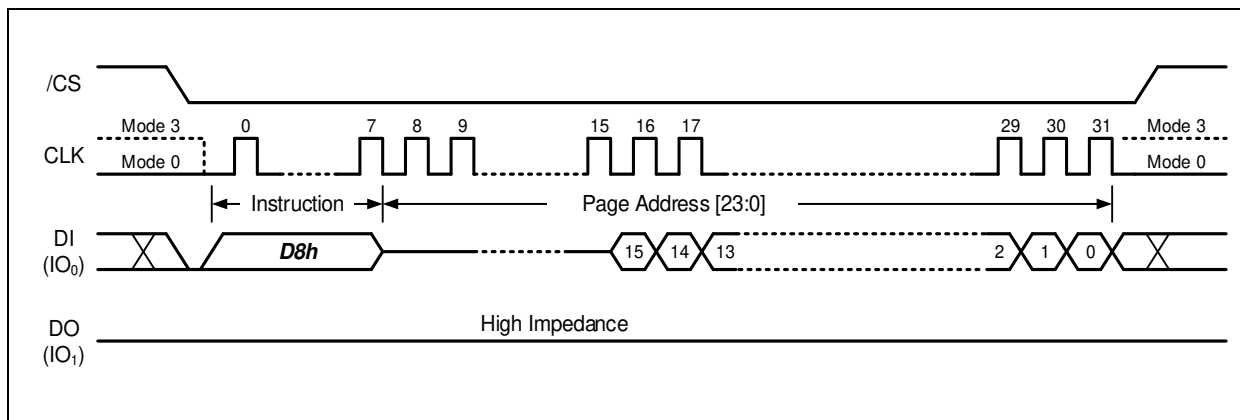 /CS
Mode 3 0 7 8 9 15 16 17 29 30 31 Mode 3
CLK
Mode 0 Mode 0
Instruction Page Address [23:0]
DI
(IO₀)
D8h 15 14 13 2 1 0
DO
(IO₁)
High Impedance